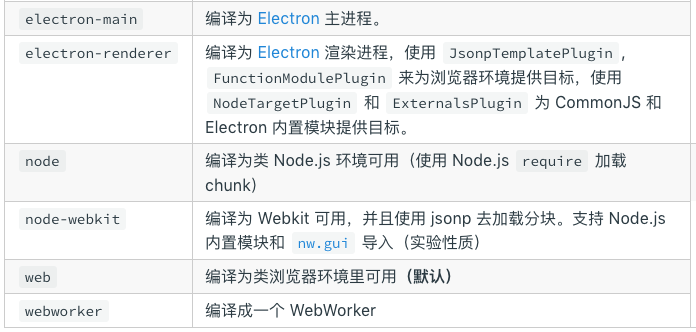 electron-main 编译为 Electron 主进程。
electron-renderer 编译为 Electron 渲染进程，使用 JsonpTemplatePlugin,
FunctionModulePlugin 来为浏览器环境提供目标，使用
NodeTargetPlugin 和 ExternalsPlugin 为 CommonJS 和
Electron 内置模块提供目标。
node 编译为类 Node.js 环境可用（使用 Node.js require 加载
chunk）
node-webkit 编译为 Webkit 可用，并且使用 jsonp 去加载分块。支持 Node.js
内置模块和 nw.gui 导入（实验性质）
web 编译为类浏览器环境里可用（默认）
webworker 编译成一个 WebWorker